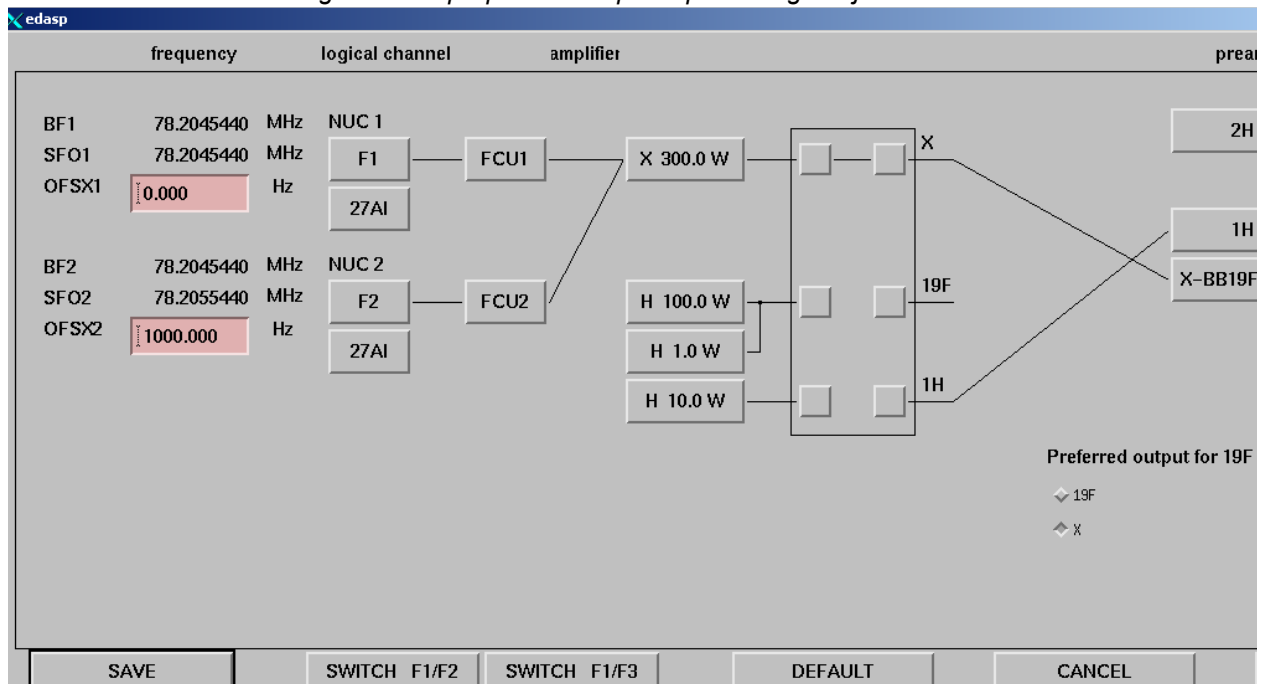 edasp
frequency logical channel amplifier
BF1 78.2045440 MHz NUC 1
SFO1 78.2045440 MHz F1 FCU1 X 300.0 W X 2H
OFSX1 0.000 Hz 27Al
1H
BF2 78.2045440 MHz NUC 2 X-BB19F
SFO2 78.2055440 MHz F2 FCU2 H 100.0 W 19F
OFSX2 1000.000 Hz 27Al H 1.0 W
H 10.0 W 1H
Preferred output for 19F
19F
X
SAVE SWITCH F1/F2 SWITCH F1/F3 DEFAULT CANCEL